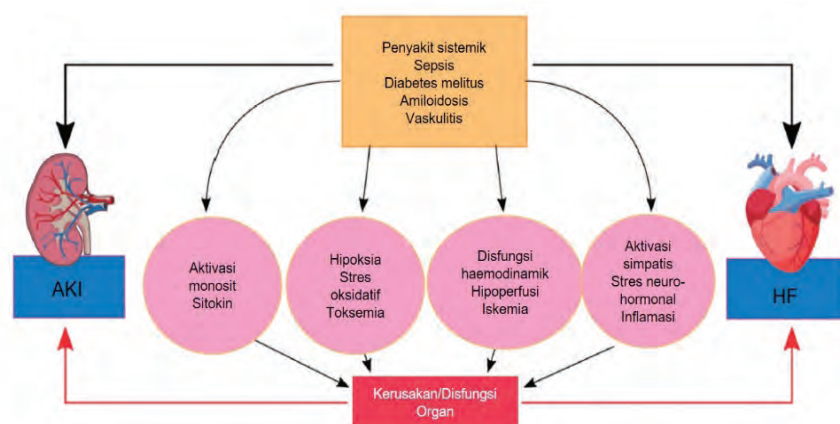 Penyakit sistemik
Sepsis
Diabetes melitus
Amiloidosis
Vaskulitis
AKI
Aktivasi
monosit
Sitokin
Hipoksia
Stres
oksidatif
Toksemia
Disfungsi
haemodinamik
Hipoperfusi
Iskemia
Aktivasi
simpatis
Stres neuro-
hormonal
Inflamasi
HF
Kerusakan/Disfungsi
Organ